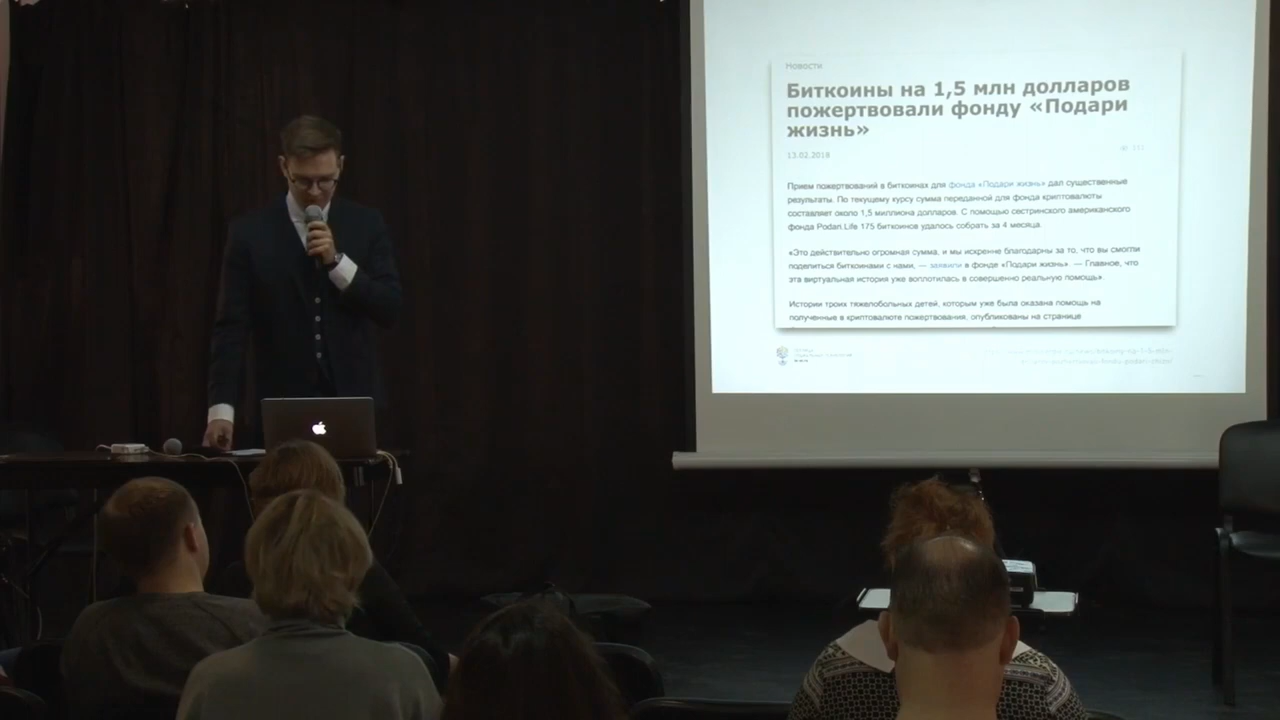 Новости
Биткоины на 1,5 млн долларов
пожертвовали фонду «Подари
жизнь»
13.02.2018
Прием пожертвований в биткоинах для фонда «Подари жизнь» дал существенные
результаты. По текущему курсу сумма переданной для фонда криптовалюты
составляет около 1,5 миллиона долларов. С помощью сестринского американского
фонда Podari.Life 175 биткоинов удалось собрать за 4 месяца.
«Это действительно огромная сумма, и мы искренне благодарны за то, что вы смогли
поделиться биткоинами с нами, — заявили в фонде «Подари жизнь». — Главное, что
эта виртуальная история уже воплотилась в совершенно реальную помощь».
Истории троих тяжелобольных детей, которым уже была оказана помощь на
полученные в криптовалюте пожертвования, опубликованы на странице